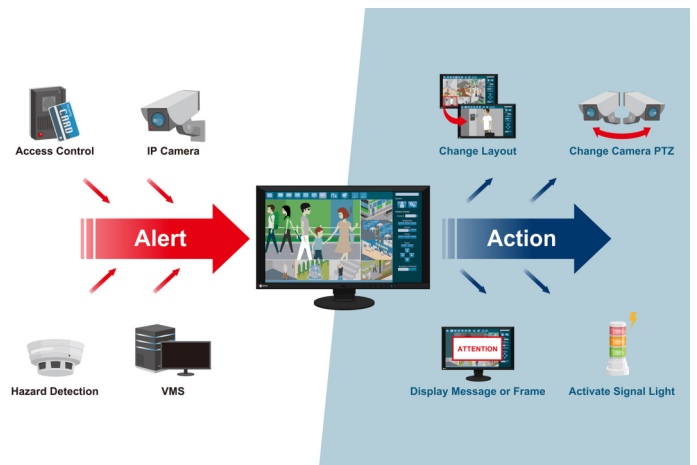 CARD
Access Control
IP Camera
Change Layout
Change Camera PTZ
Alert
Action
ATTENTION
Hazard Detection
VMS
Display Message or Frame
Activate Signal Light